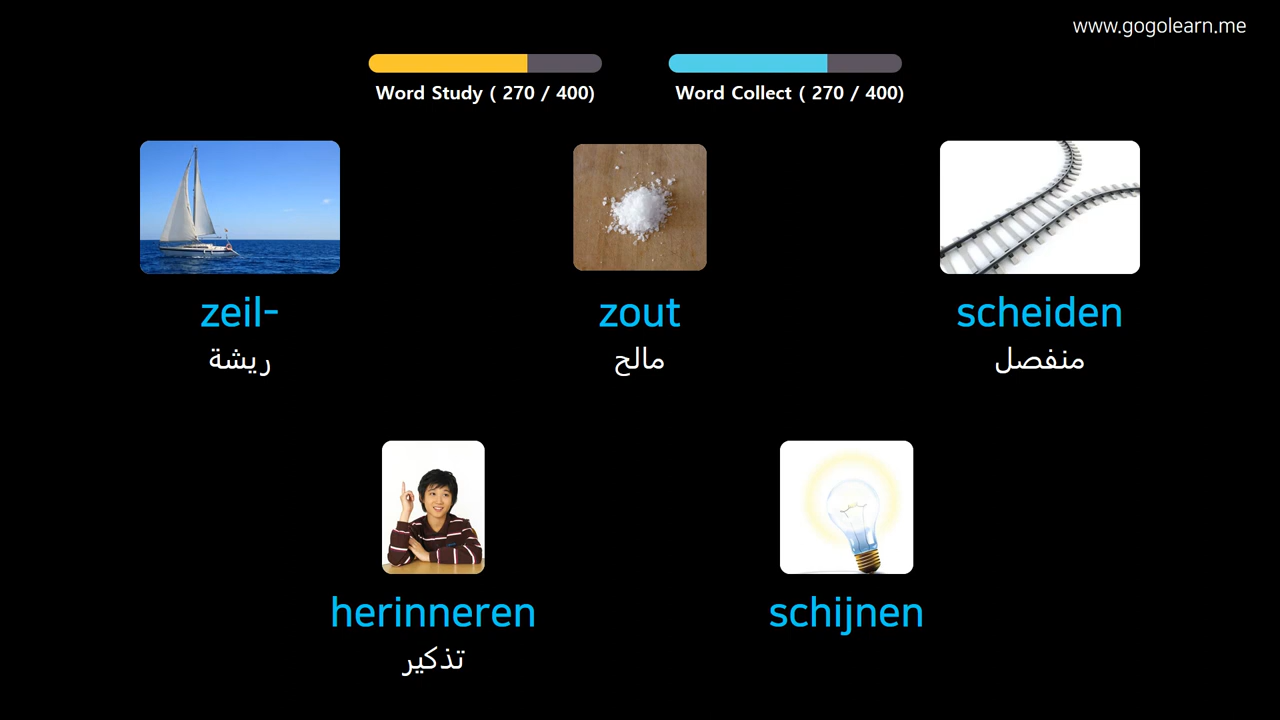 www.gogolearn.me
Word Study ( 270 / 400)
Word Collect ( 270 / 400)
zeil-
ريشة
zout
مالح
scheiden
منفصل
herinneren
تذكير
schijnen